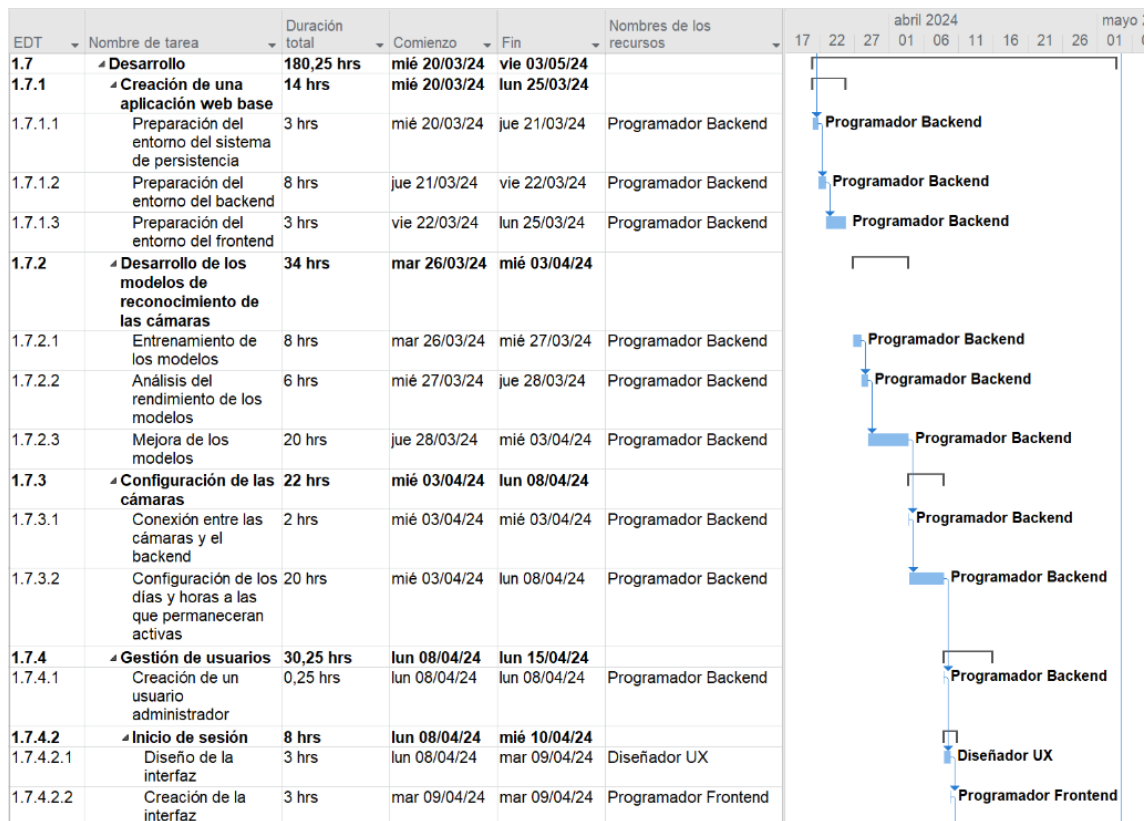 abril 2024 mayo 2
Duración Nombres de los
EDT Nombre de tarea total Comienzo Fin recursos 17 22 27 01 06 11 16 21 26 01
1.7 Desarrollo 180,25 hrs mié 20/03/24 vie 03/05/24
1.7.1 Creación de una 14 hrs mié 20/03/24 lun 25/03/24
aplicación web base
1.7.1.1 Preparación del 3 hrs mié 20/03/24 jue 21/03/24 Programador Backend Programador Backend
entorno del sistema
de persistencia
1.7.1.2 Preparación del 8 hrs jue 21/03/24 vie 22/03/24 Programador Backend Programador Backend
entorno del backend
1.7.1.3 Preparación del 3 hrs vie 22/03/24 lun 25/03/24 Programador Backend Programador Backend
entorno del frontend
1.7.2 Desarrollo de los 34 hrs mar 26/03/24 mié 03/04/24
modelos de
reconocimiento de
las cámaras
1.7.2.1 Entrenamiento de 8 hrs mar 26/03/24 mié 27/03/24 Programador Backend Programador Backend
los modelos
1.7.2.2 Análisis del 6 hrs mié 27/03/24 jue 28/03/24 Programador Backend Programador Backend
rendimiento de los
modelos
1.7.2.3 Mejora de los 20 hrs jue 28/03/24 mié 03/04/24 Programador Backend Programador Backend
modelos
1.7.3 Configuración de las 22 hrs mié 03/04/24 lun 08/04/24
cámaras
1.7.3.1 Conexión entre las 2 hrs mié 03/04/24 mié 03/04/24 Programador Backend Programador Backend
cámaras y el
backend
1.7.3.2 Configuración de los 20 hrs mié 03/04/24 lun 08/04/24 Programador Backend Programador Backend
días y horas a las
que permaneceran
activas
1.7.4 Gestión de usuarios 30,25 hrs lun 08/04/24 lun 15/04/24
1.7.4.1 Creación de un 0,25 hrs lun 08/04/24 lun 08/04/24 Programador Backend Programador Backend
usuario
administrador
1.7.4.2 Inicio de sesión 8 hrs lun 08/04/24 mié 10/04/24
1.7.4.2.1 Diseño de la 3 hrs lun 08/04/24 mar 09/04/24 Diseñador UX Diseñador UX
interfaz
1.7.4.2.2 Creación de la 3 hrs mar 09/04/24 mar 09/04/24 Programador Frontend Programador Frontend
interfaz